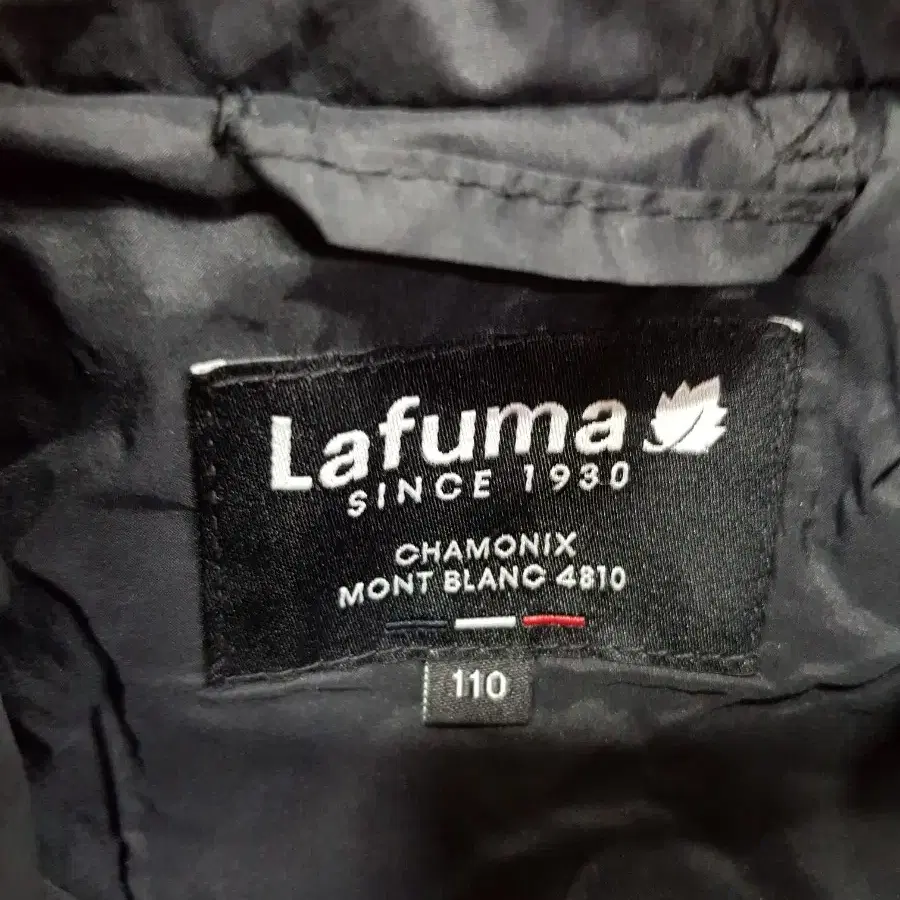 Lafuma
SINCE 1930
CHAMONIX
MONT BLANC 4810
110